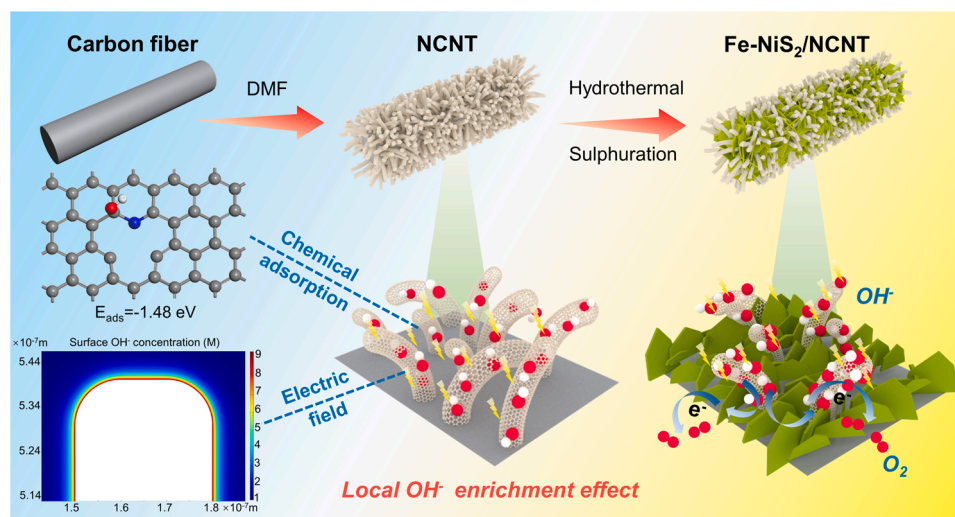 Carbon fiber
DMF
NCNT
Hydrothermal
Sulphuration
Fe-NiS₂/NCNT
Chemical
adsorption
E_ads=-1.48 eV
Electric
field
Surface OH⁻ concentration (M)
×10⁻⁷m
5.44
5.34
5.24
5.14
1.5
1.6
1.7
1.8
×10⁻⁷m
9
8
7
6
5
4
3
2
1
OH⁻
e⁻
e⁻
O₂
Local OH⁻ enrichment effect